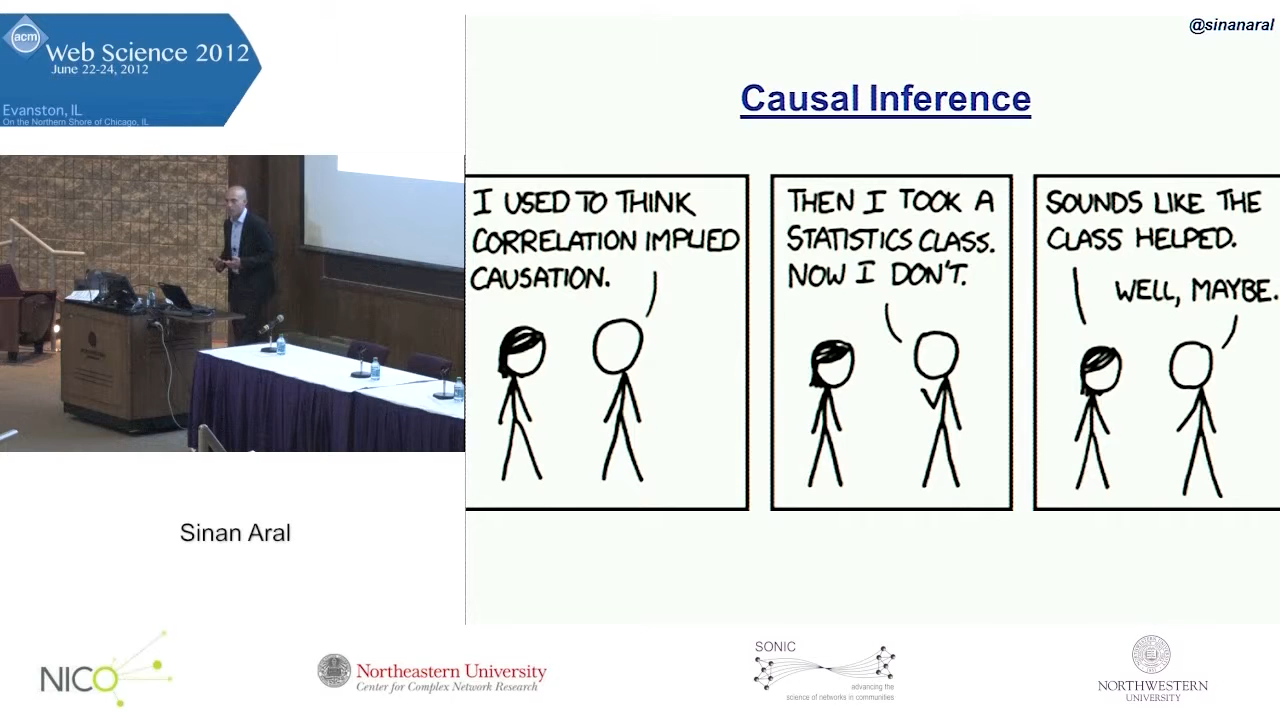 acm
Web Science 2012
June 22-24, 2012
Evanston, IL
On the Northern Shore of Chicago, IL
@sinanaral
Causal Inference
I USED TO THINK
CORRELATION IMPLIED
CAUSATION.
THEN I TOOK A
STATISTICS CLASS.
NOW I DON'T.
SOUNDS LIKE THE
CLASS HELPED.
WELL, MAYBE.
Sinan Aral
NICO
Northeastern University
Center for Complex Network Research
SONIC
advancing the
science of networks in communities
NORTHWESTERN
UNIVERSITY